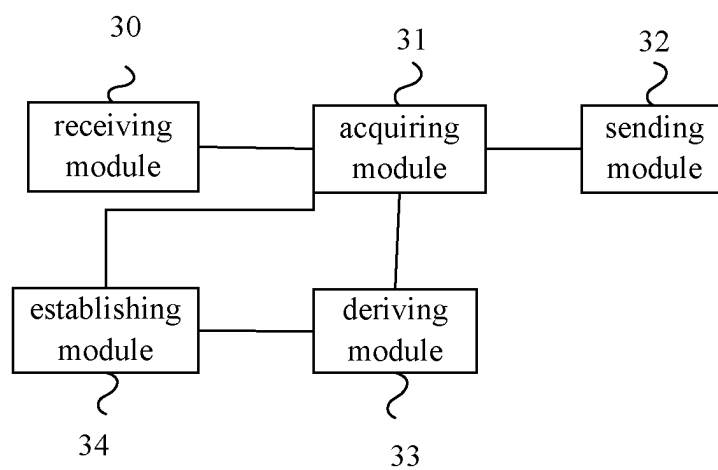 30
31
32
receiving
module
acquiring
module
sending
module
establishing
module
deriving
module
34
33